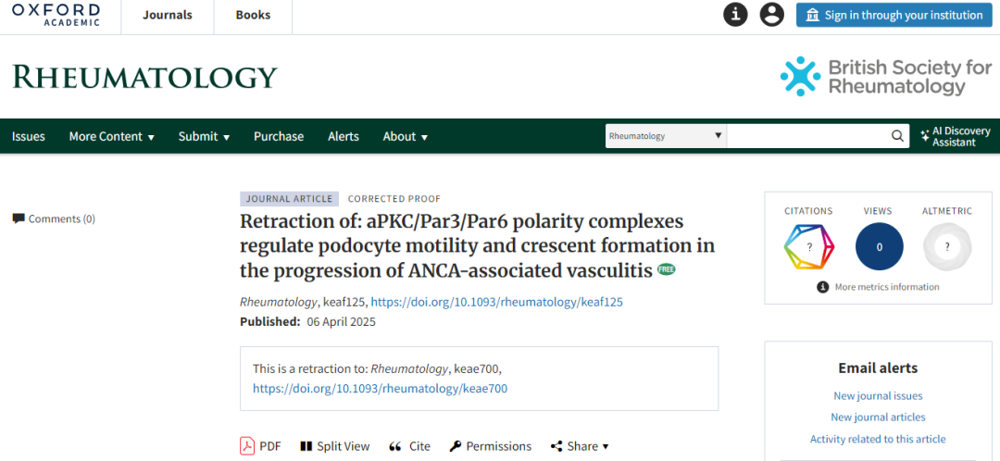 OXFORD
ACADEMIC
Journals
Books
Sign in through your institution
RHEUMATOLOGY
British Society for
Rheumatology
Issues
More Content
Submit
Purchase
Alerts
About
Rheumatology
AI Discovery
Assistant
Comments (0)
JOURNAL ARTICLE CORRECTED PROOF
Retraction of: aPKC/Par3/Par6 polarity complexes
regulate podocyte motility and crescent formation in
the progression of ANCA-associated vasculitis FREE
Rheumatology, keaf125, https://doi.org/10.1093/rheumatology/keaf125
Published: 06 April 2025
This is a retraction to: Rheumatology, keae700,
https://doi.org/10.1093/rheumatology/keae700
PDF
Split View
Cite
Permissions
Share
CITATIONS VIEWS ALTMETRIC
? 0 ?
More metrics information
Email alerts
New journal issues
New journal articles
Activity related to this article